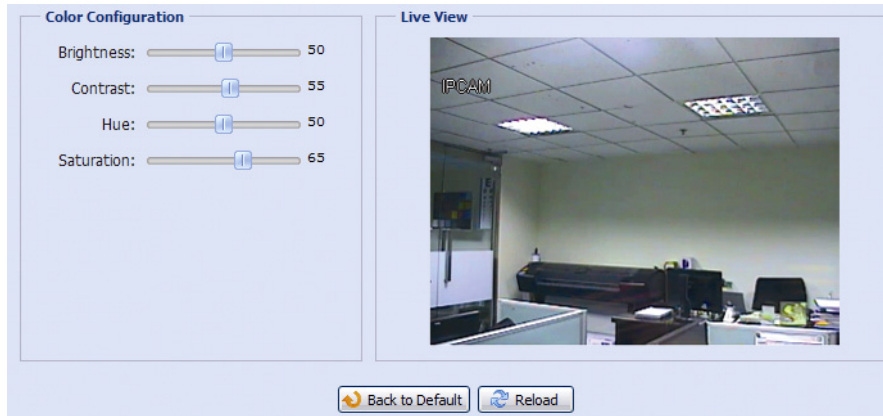 Color Configuration
Brightness: 50
Contrast: 55
Hue: 50
Saturation: 65
Live View
IPCAM
Back to Default
Reload